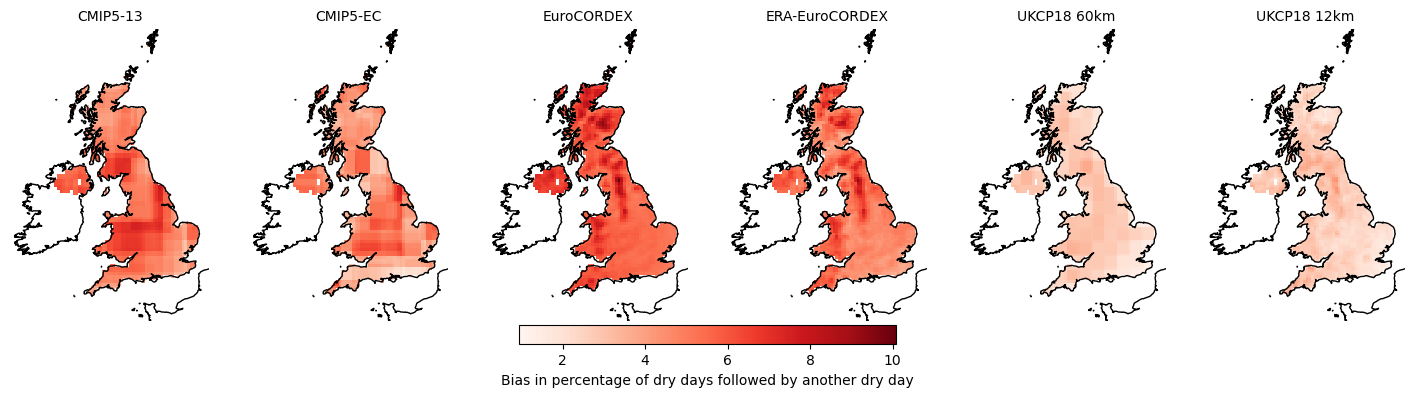 CMIP5-13 CMIP5-EC EuroCORDEX ERA-EuroCORDEX UKCP18 60km UKCP18 12km
2 4 6 8 10
Bias in percentage of dry days followed by another dry day